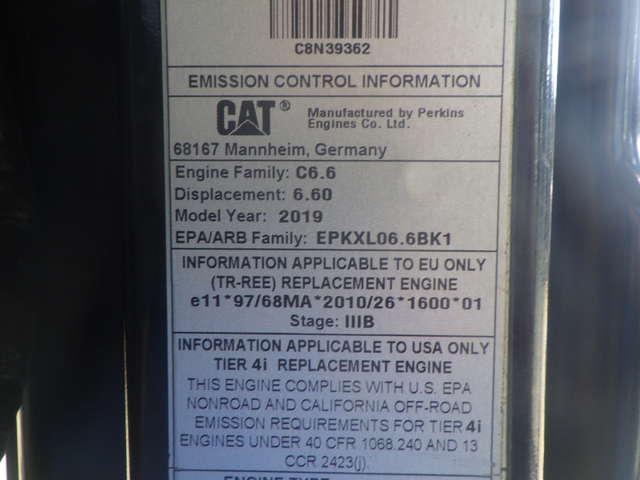 C8N39362
EMISSION CONTROL INFORMATION
CAT® Manufactured by Perkins
Engines Co. Ltd.
68167 Mannheim, Germany
Engine Family: C6.6
Displacement: 6.60
Model Year: 2019
EPA/ARB Family: EPKXL06.6BK1
INFORMATION APPLICABLE TO EU ONLY
(TR-REE) REPLACEMENT ENGINE
e11*97/68MA*2010/26*1600*01
Stage: IIIB
INFORMATION APPLICABLE TO USA ONLY
TIER 4i REPLACEMENT ENGINE
THIS ENGINE COMPLIES WITH U.S. EPA
NONROAD AND CALIFORNIA OFF-ROAD
EMISSION REQUIREMENTS FOR TIER 4i
ENGINES UNDER 40 CFR 1068.240 AND 13
CCR 2423(j).
ENGINE TYPE